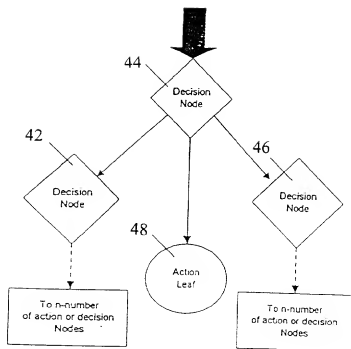 44
Decision
Node
42
Decision
Node
46
Decision
Node
48
Action
Leaf
To n-number
of action or decision
Nodes
To n-number
of action or decision
Nodes